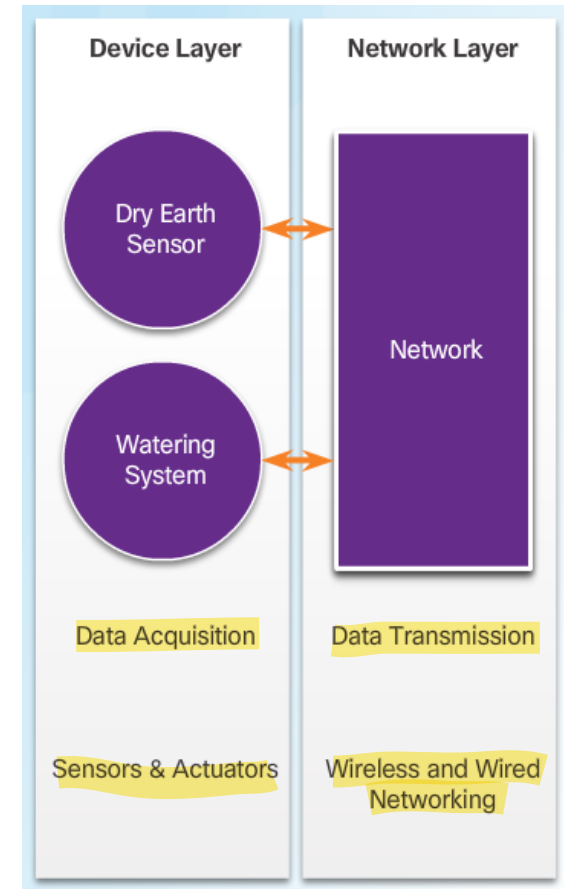 Device Layer
Network Layer
Dry Earth
Sensor
Network
Watering
System
Data Acquisition
Data Transmission
Sensors & Actuators
Wireless and Wired
Networking